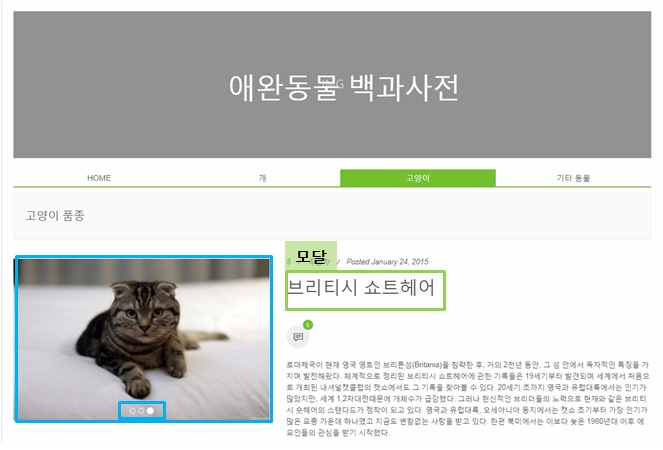 애완동물 백과사전
HOME 개 고양이 기타 동물
고양이 품종
모달
5 / Posted January 24, 2015
브리티시 쇼트헤어
5
로마제국이 현재 영국 영토인 브리튼섬(Britania)을 침략한 후, 거의 2천년 동안, 그 섬 안에서 독자적인 특징을 가
지며 발전해왔다. 체계적으로 정리된 브리티시 쇼트헤어에 관한 기록들은 19세기부터 발견되며 세계에서 처음으
로 개최된 내셔널캣클럽의 캣쇼에서도 그 기록을 찾아볼 수 있다. 20세기 초까지 영국와 유럽대륙에서는 인기가
많았지만, 세계 1,2차대전때문에 개체수가 급감했다. 그러나 헌신적인 브리더들의 노력으로 현재와 같은 브리티
시 숏헤어의 스탠다드가 정착이 되고 있다. 영국와 유럽대륙, 오세아니아 등지에서는 캣쇼 초기부터 가장 인기가
많은 묘종 가운데 하나였고 지금도 변함없는 사랑을 받고 있다. 한편 북미에서는 이보다 늦은 1980년대 이후 애
묘인들의 관심을 받기 시작했다.